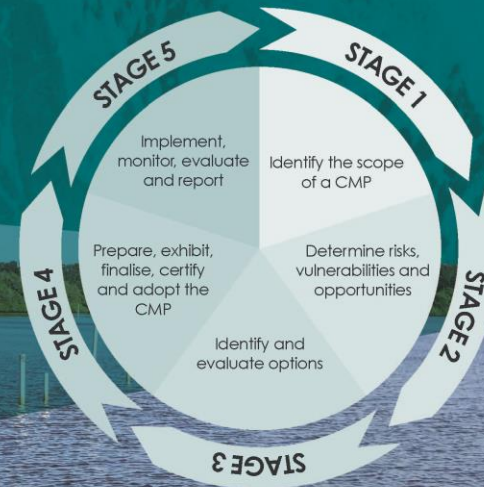 STAGE 1
Identify the scope
of a CMP
STAGE 2
Determine risks,
vulnerabilities and
opportunities
STAGE 3
Identify and
evaluate options
STAGE 4
Prepare, exhibit,
finalise, certify
and adopt the
CMP
STAGE 5
Implement,
monitor, evaluate
and report